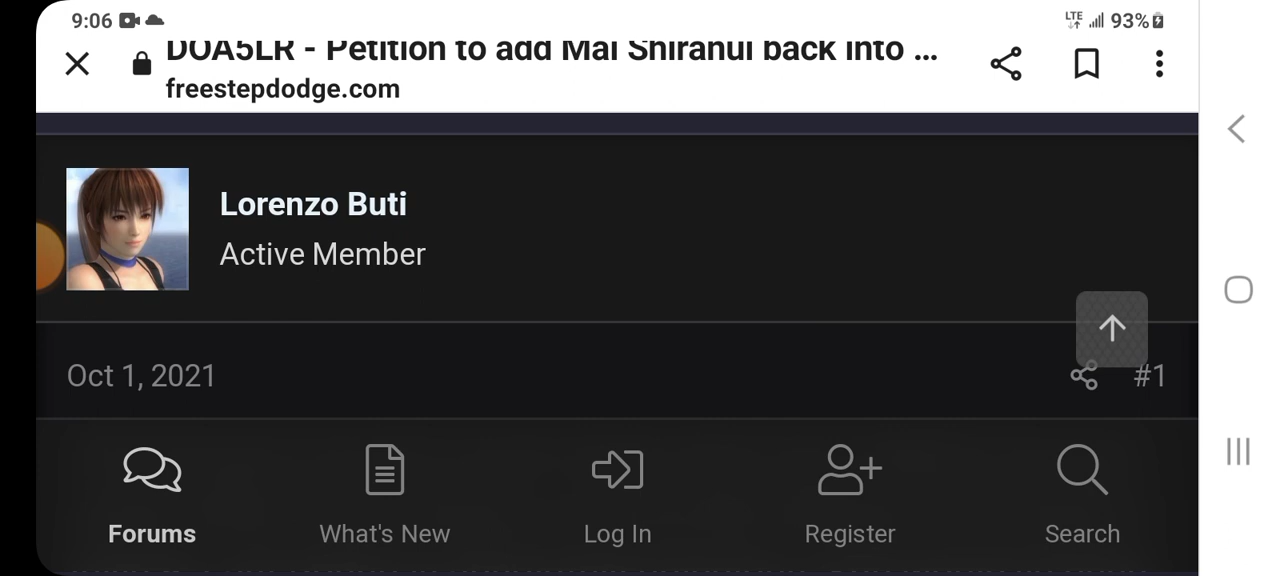 9:06
LTE 93%
DOA5LR - Petition to add Mai Shiranui back into ...
freestepdodge.com
Lorenzo Buti
Active Member
Oct 1, 2021
#1
Forums
What's New
Log In
Register
Search